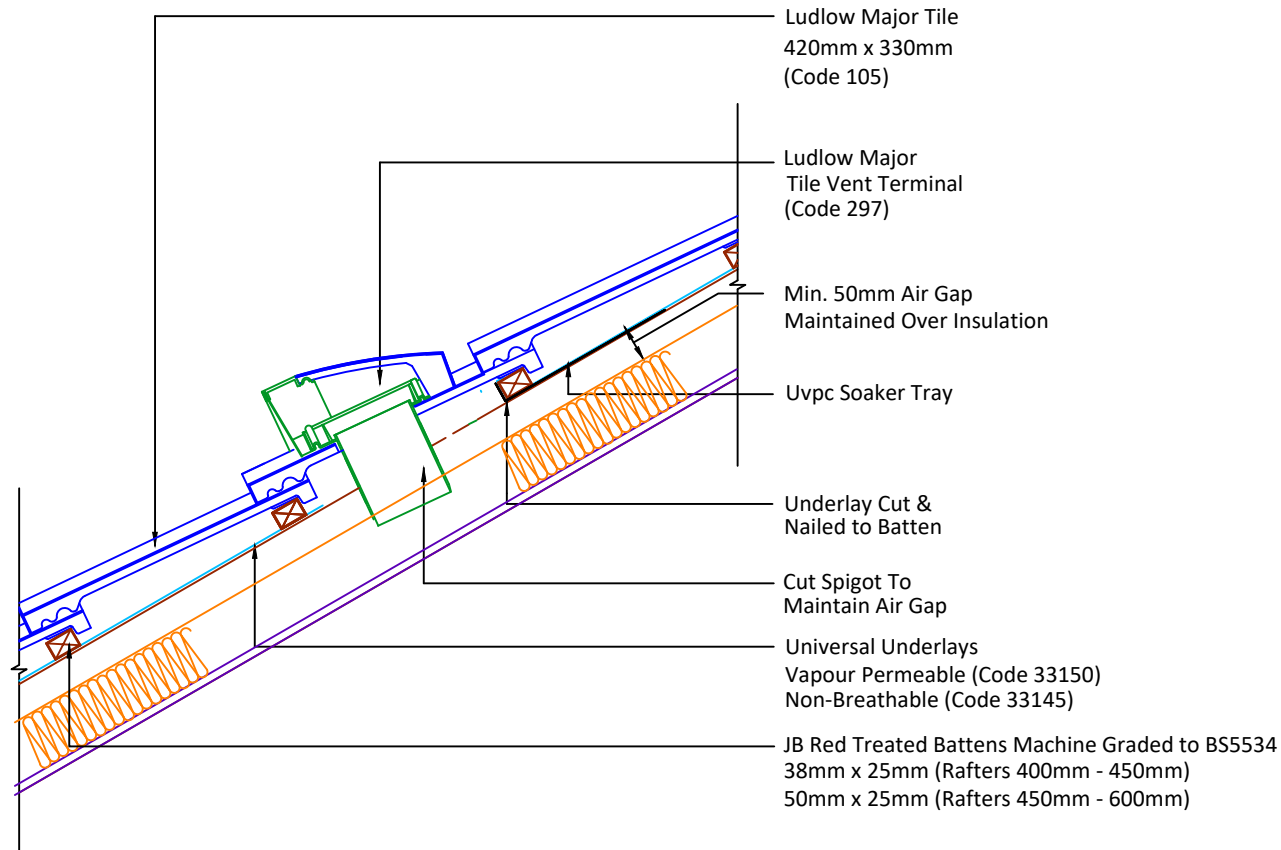 Ludlow Major Tile
420mm x 330mm
(Code 105)
Ludlow Major
Tile Vent Terminal
(Code 297)
Min. 50mm Air Gap
Maintained Over Insulation
Uvpc Soaker Tray
Underlay Cut &
Nailed to Batten
Cut Spigot To
Maintain Air Gap
Universal Underlays
Vapour Permeable (Code 33150)
Non-Breathable (Code 33145)
JB Red Treated Battens Machine Graded to BS5534
38mm x 25mm (Rafters 400mm - 450mm)
50mm x 25mm (Rafters 450mm - 600mm)